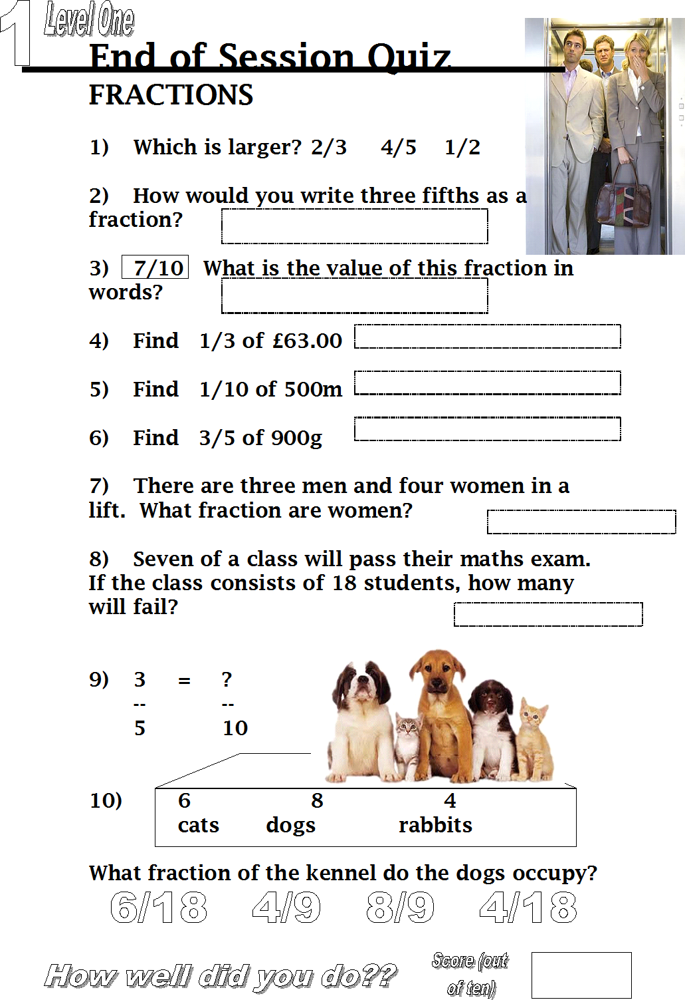 1 Level One
End of Session Quiz
FRACTIONS
1) Which is larger? 2/3 4/5 1/2
2) How would you write three fifths as a
fraction?
3) 7/10 What is the value of this fraction in
words?
4) Find 1/3 of £63.00
5) Find 1/10 of 500m
6) Find 3/5 of 900g
7) There are three men and four women in a
lift. What fraction are women?
8) Seven of a class will pass their maths exam.
If the class consists of 18 students, how many
will fail?
9) 3 = ?
-- --
5 10
10) 6 8 4
cats dogs rabbits
What fraction of the kennel do the dogs occupy?
6/18 4/9 8/9 4/18
How well did you do??
Score (out
of ten)